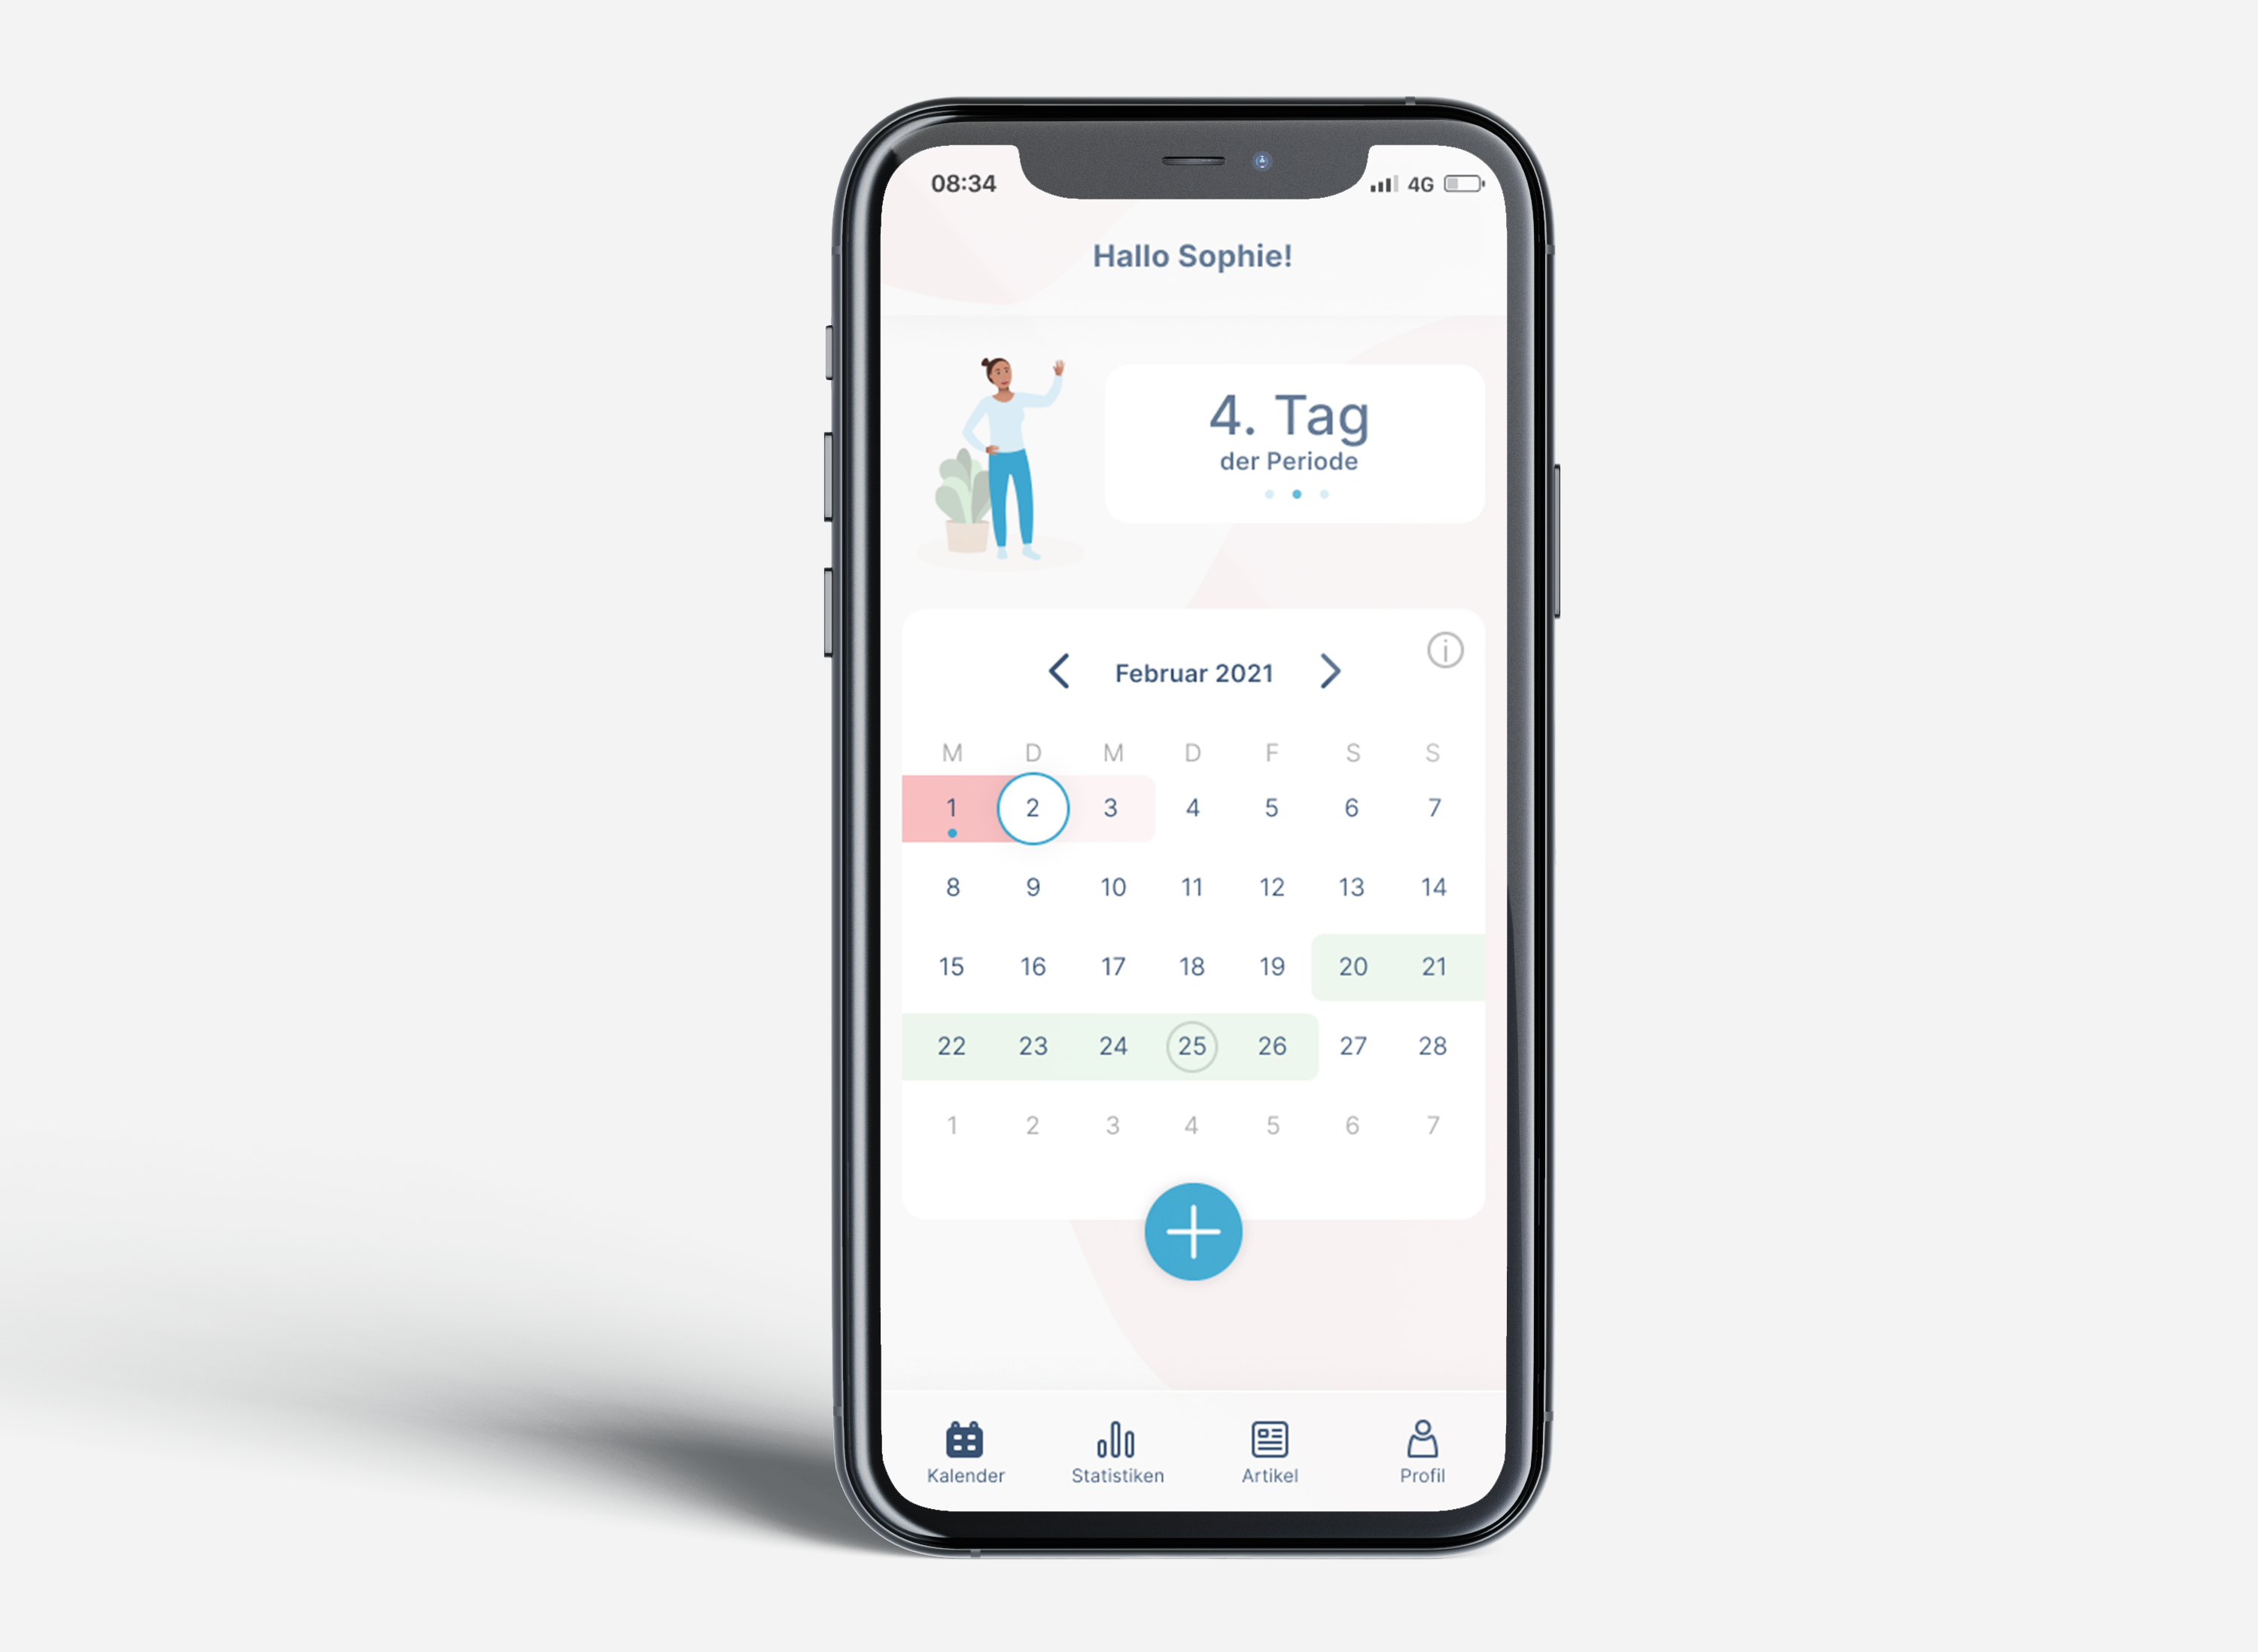 08:34 4G
Hallo Sophie!
4. Tag
der Periode
Februar 2021
M D M D F S S
1 2 3 4 5 6 7
8 9 10 11 12 13 14
15 16 17 18 19 20 21
22 23 24 25 26 27 28
1 2 3 4 5 6 7
Kalender Statistiken Artikel Profil